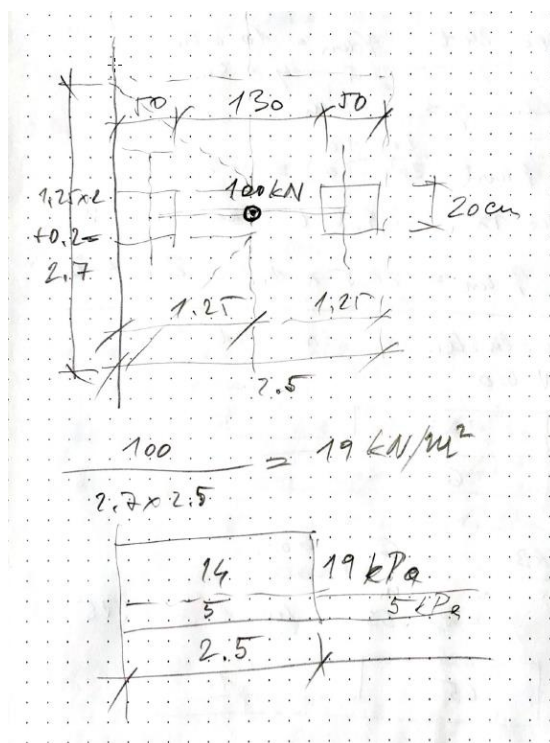 50 130 50
100kN
1,25x2
+0.2=
2.7
20cm
1.25 1,25
2.5
100
2.7x2.5
= 19 kN/m²
14 19 kPa
5 5 kPa
2.5